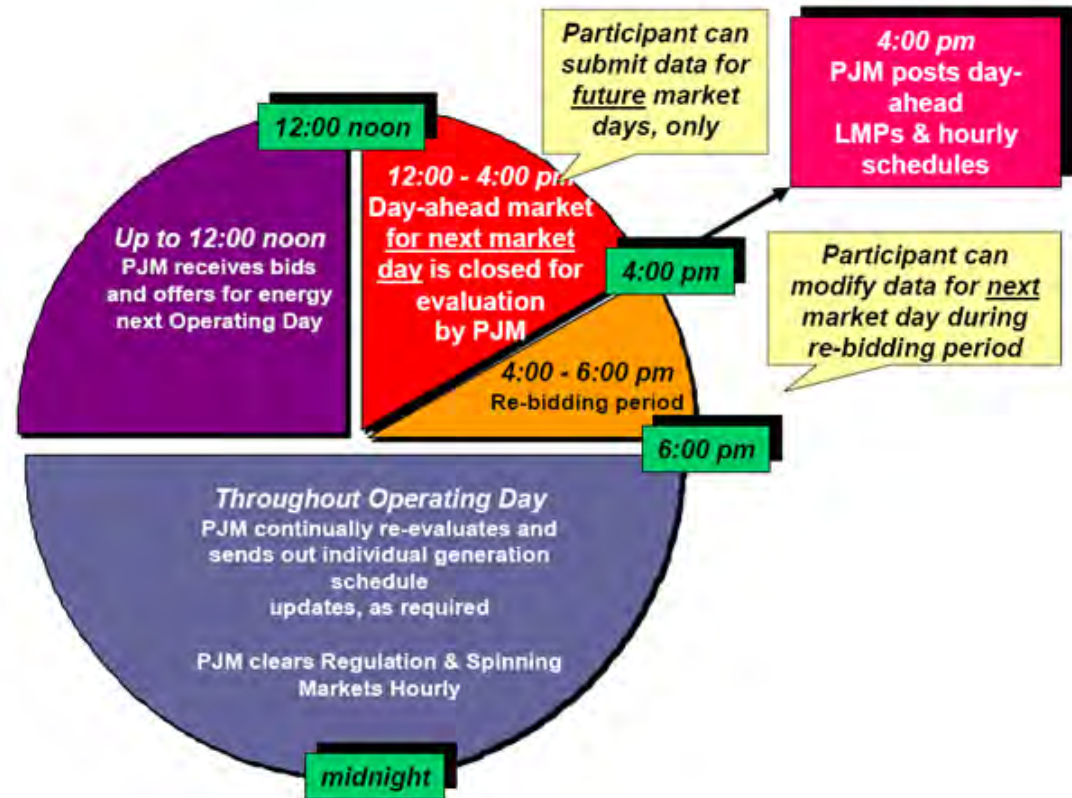 12:00 noon
Participant can
submit data for
future market
days, only
4:00 pm
PJM posts day-
ahead
LMPs & hourly
schedules
Up to 12:00 noon
PJM receives bids
and offers for energy
next Operating Day
12:00 - 4:00 pm
Day-ahead market
for next market
day is closed for
evaluation
by PJM
4:00 pm
Participant can
modify data for next
market day during
re-bidding period
4:00 - 6:00 pm
Re-bidding period
6:00 pm
Throughout Operating Day
PJM continually re-evaluates and
sends out individual generation
schedule
updates, as required
PJM clears Regulation & Spinning
Markets Hourly
midnight